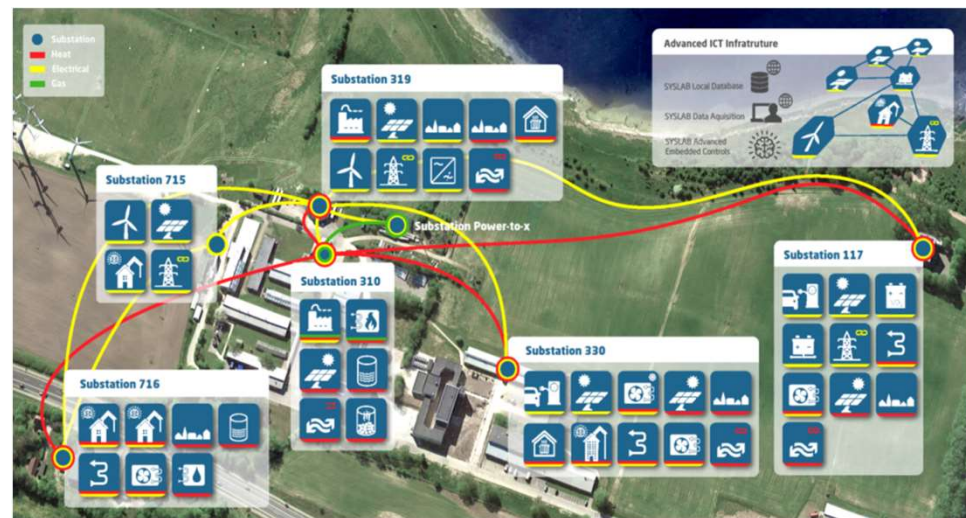 Substation
Heat
Electrical
Gas
Substation 319
Advanced ICT Infratruture
SYSLAB Local Database
SYSLAB Data Aquisition
SYSLAB Advanced
Embedded Controls
Substation 715
Substation Power-to-x
Substation 117
Substation 310
Substation 330
Substation 716